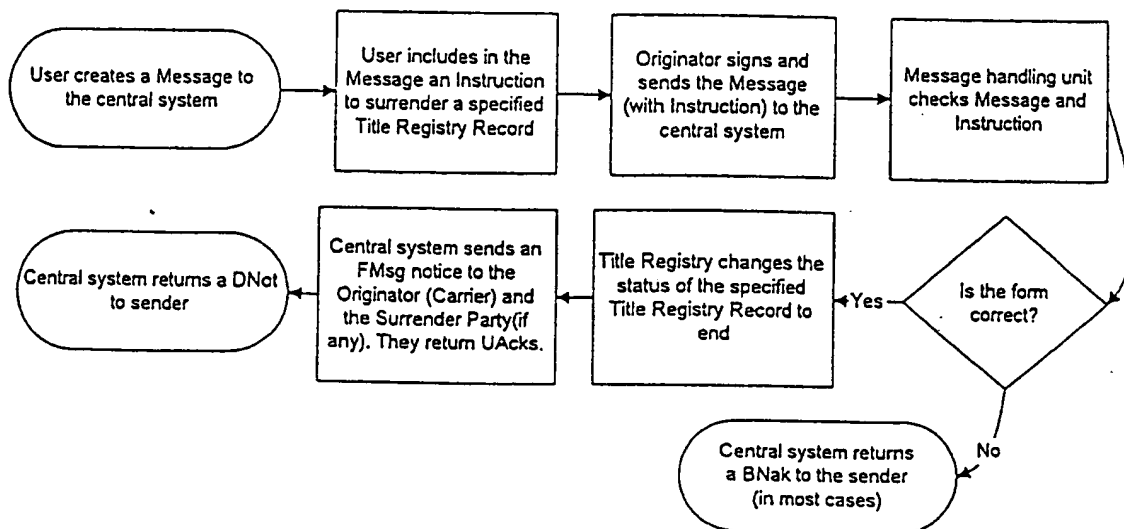 User creates a Message to
the central system
User includes in the
Message an Instruction
to surrender a specified
Title Registry Record
Originator signs and
sends the Message
(with Instruction) to the
central system
Message handling unit
checks Message and
Instruction
Is the form
correct?
Yes
Title Registry changes the
status of the specified
Title Registry Record to
end
Central system sends an
FMsg notice to the
Originator (Carrier) and
the Surrender Party(if
any). They return UAcks.
Central system returns a DNot
to sender
No
Central system returns
a BNak to the sender
(in most cases)